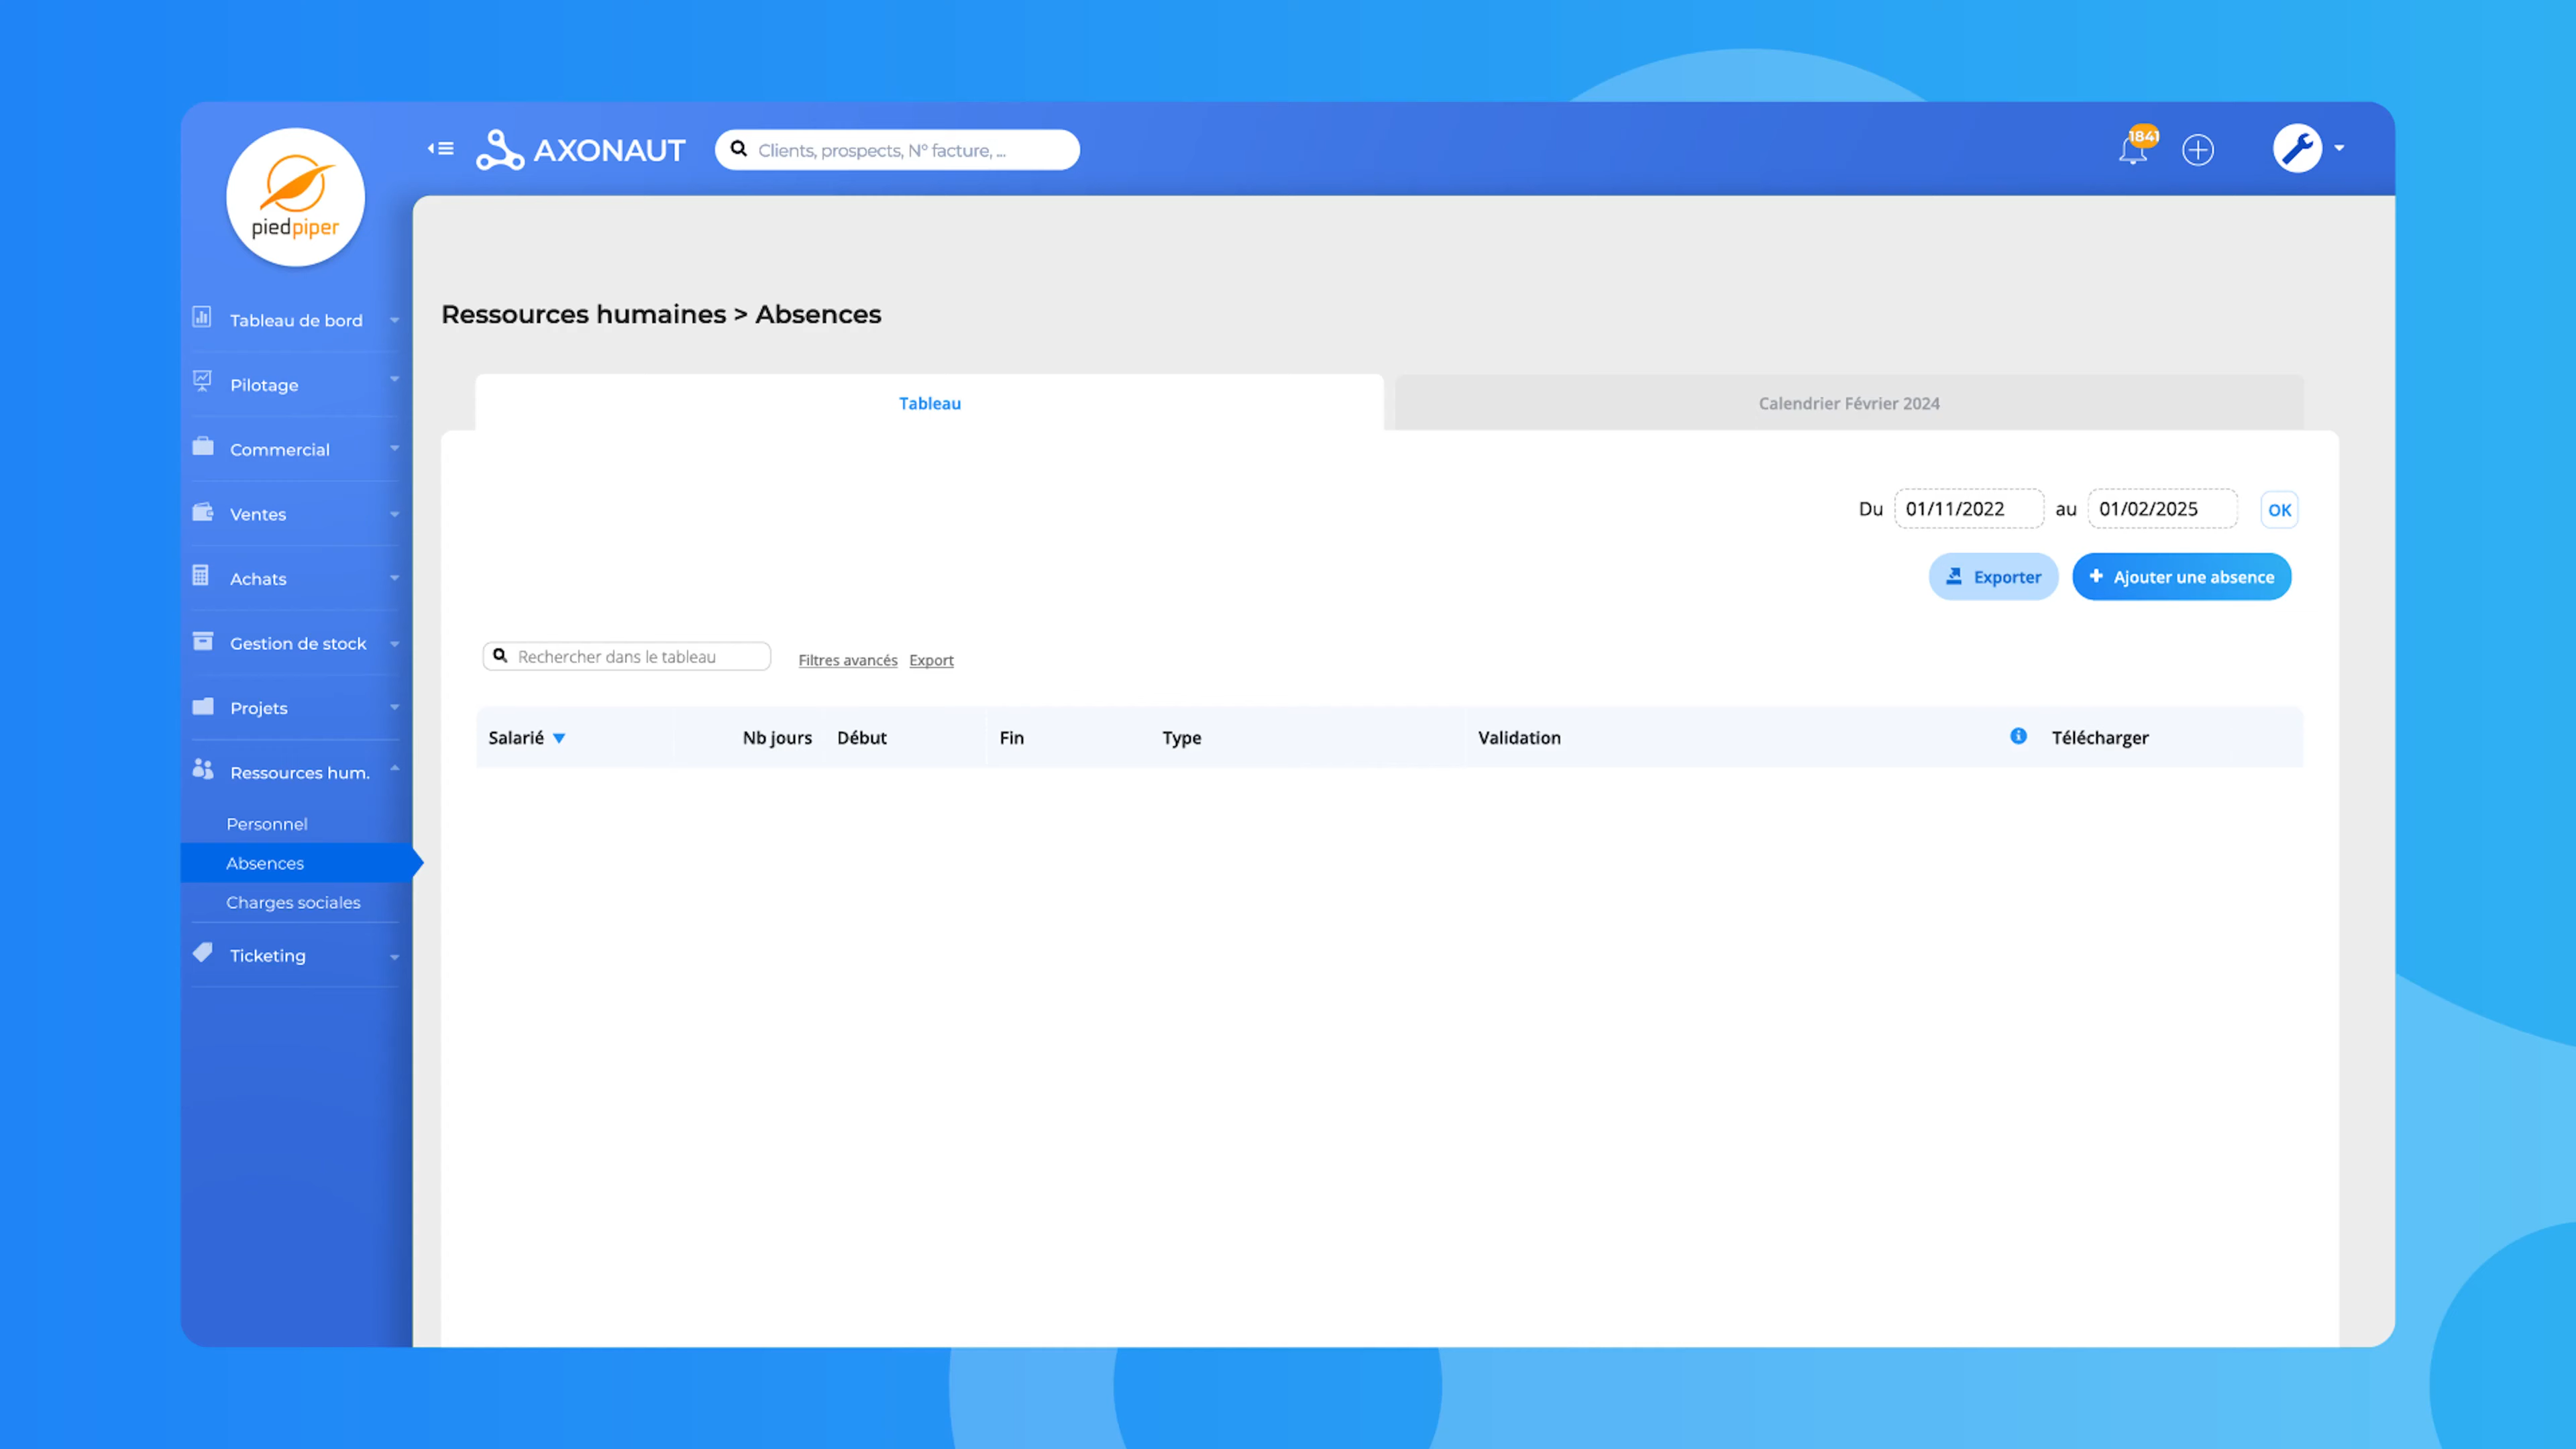 piedpiper
AXONAUT
Clients, prospects, N° facture, ...
1841
Tableau de bord
Pilotage
Commercial
Ventes
Achats
Gestion de stock
Projets
Ressources hum.
Personnel
Absences
Charges sociales
Ticketing
Ressources humaines > Absences
Tableau
Calendrier Février 2024
Du 01/11/2022 au 01/02/2025 OK
Exporter
+ Ajouter une absence
Rechercher dans le tableau
Filtres avancés Export
Salarié Nb jours Début Fin Type Validation Télécharger